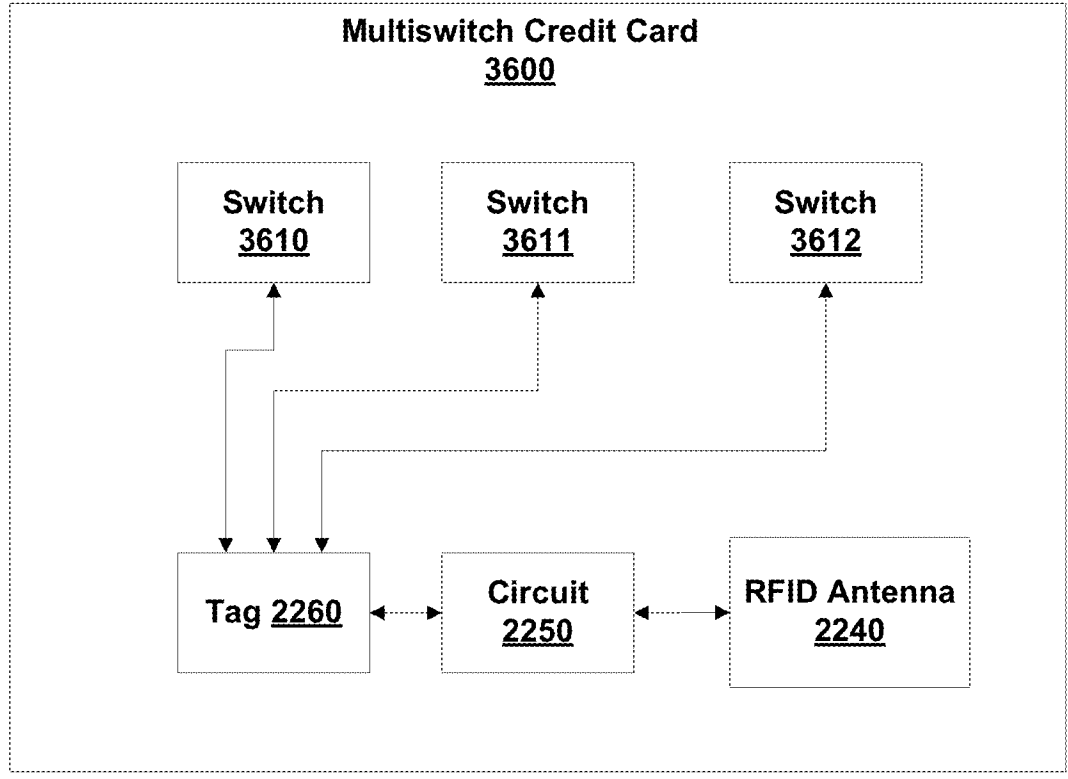 Multiswitch Credit Card
3600
Switch
3610
Switch
3611
Switch
3612
Tag 2260
Circuit
2250
RFID Antenna
2240